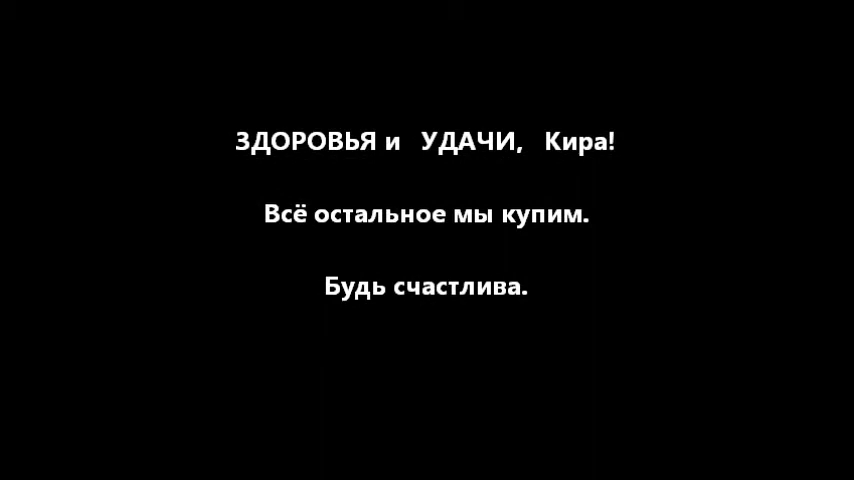 ЗДОРОВЬЯ и УДАЧИ, Кира!
Всё остальное мы купим.
Будь счастлива.